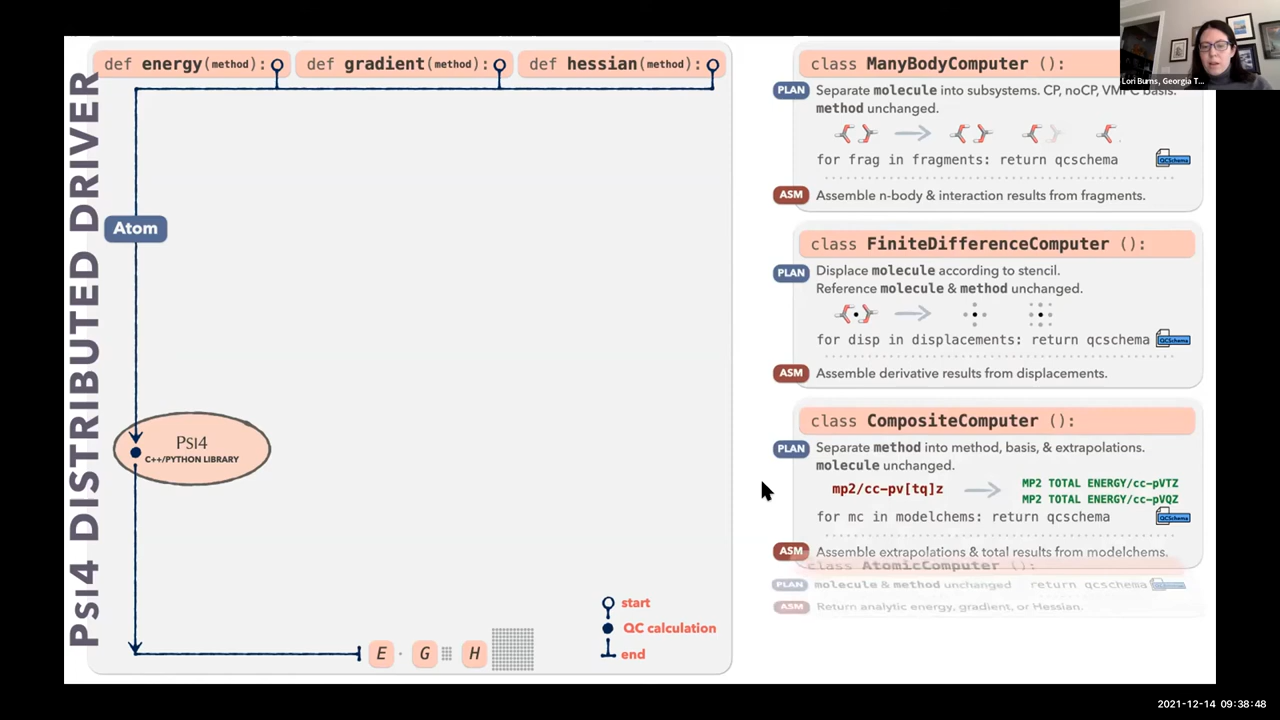 def energy(method):
def gradient(method):
def hessian(method):
PSI4 DISTRIBUTED DRIVER
Atom
PSI4
C++/PYTHON LIBRARY
start
QC calculation
end
E · G H
class ManyBodyComputer ():
PLAN Separate molecule into subsystems. CP, noCP, VMFC basis.
method unchanged.
for frag in fragments: return qcschema QCSchema
ASM Assemble n-body & interaction results from fragments.
class FiniteDifferenceComputer ():
PLAN Displace molecule according to stencil.
Reference molecule & method unchanged.
for disp in displacements: return qcschema QCSchema
ASM Assemble derivative results from displacements.
class CompositeComputer ():
PLAN Separate method into method, basis, & extrapolations.
molecule unchanged.
mp2/cc-pv[tq]z
MP2 TOTAL ENERGY/cc-pVTZ
MP2 TOTAL ENERGY/cc-pVQZ
for mc in modelchems: return qcschema QCSchema
ASM Assemble extrapolations & total results from modelchems.
class AtomicComputer ():
PLAN molecule & method unchanged return qcschema QCSchema
ASM Return analytic energy, gradient, or Hessian.
Lori Burns, Georgia T...
2021-12-14 09:38:48